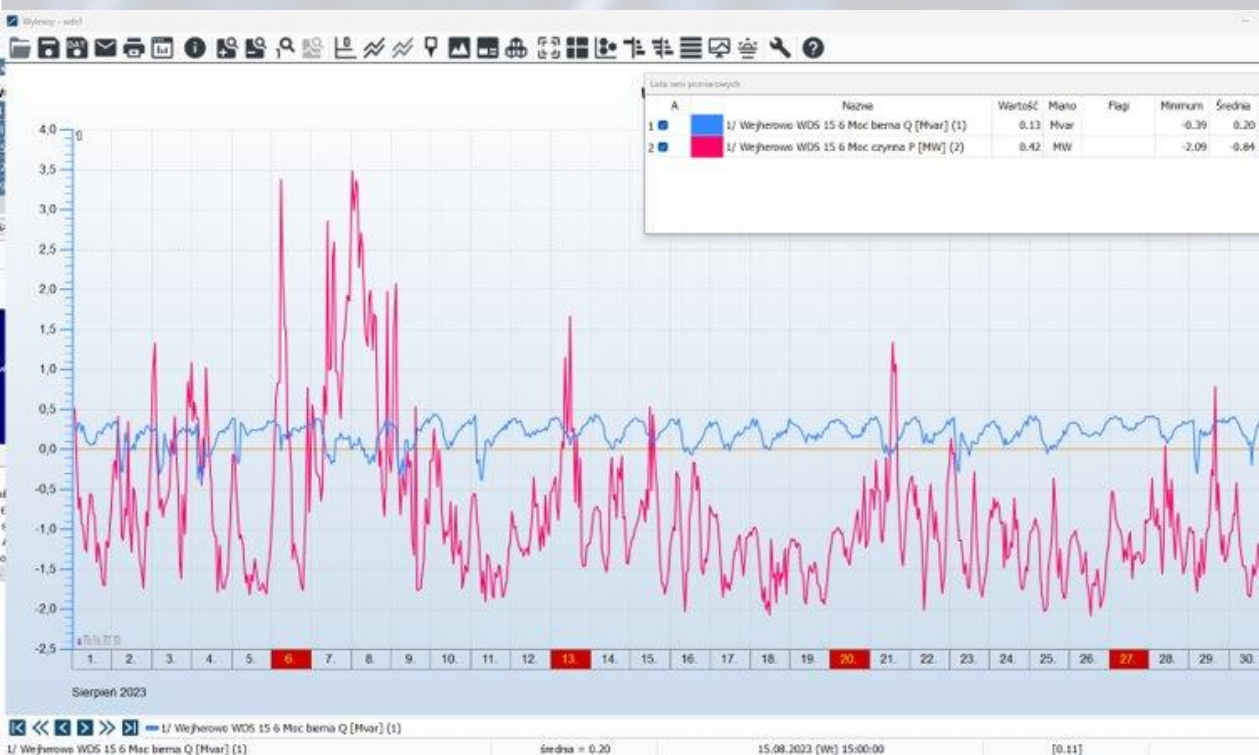 Wykresy - wds1
Lista serii pomiarowych
A Nazwa Wartość Miano Flagi Minimum Średnia
1 1/ Wejherowo WDS 15 6 Moc bierna Q [Mvar] (1) 0.13 Mvar -0.39 0.20
2 1/ Wejherowo WDS 15 6 Moc czynna P [MW] (2) 0.42 MW -2.09 -0.84
4,0
3,5
3,0
2,5
2,0
1,5
1,0
0,5
0,0
-0,5
-1,0
-1,5
-2,0
-2,5
1. 2. 3. 4. 5. 6. 7. 8. 9. 10. 11. 12. 13. 14. 15. 16. 17. 18. 19. 20. 21. 22. 23. 24. 25. 26. 27. 28. 29. 30.
Sierpień 2023
1/ Wejherowo WDS 15 6 Moc bierna Q [Mvar] (1)
1/ Wejherowo WDS 15 6 Moc bierna Q [Mvar] (1) średnia = 0.20 15.08.2023 (Wt) 15:00:00 [0.11]